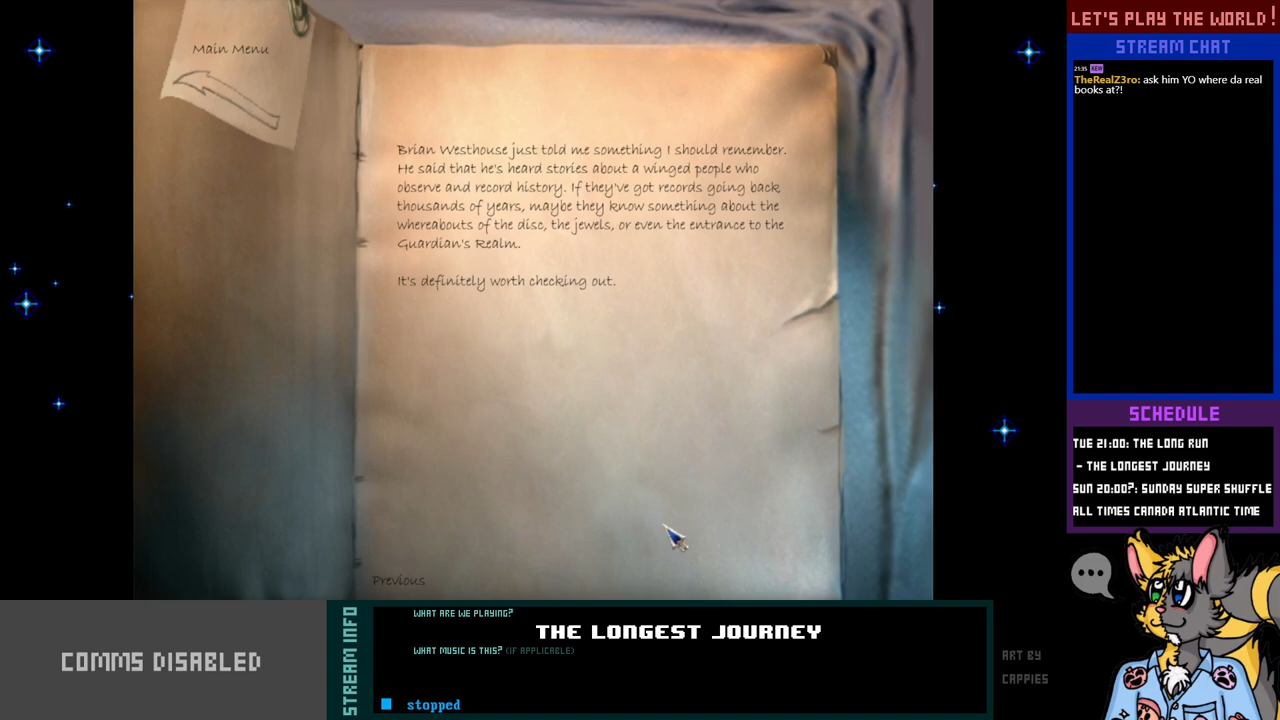 Main Menu
Brian Westhouse just told me something I should remember.
He said that he's heard stories about a winged people who
observe and record history. If they've got records going back
thousands of years, maybe they know something about the
whereabouts of the disc, the jewels, or even the entrance to the
Guardian's Realm.
It's definitely worth checking out.
Previous
LET'S PLAY THE WORLD!
STREAM CHAT
21:35 NEW
TheRealZ3ro: ask him YO where da real
books at?!
SCHEDULE
TUE 21:00: THE LONG RUN
- THE LONGEST JOURNEY
SUN 20:00?: SUNDAY SUPER SHUFFLE
ALL TIMES CANADA ATLANTIC TIME
COMMS DISABLED
STREAM INFO
WHAT ARE WE PLAYING?
THE LONGEST JOURNEY
WHAT MUSIC IS THIS? (IF APPLICABLE)
stopped
ART BY
CAPPIES